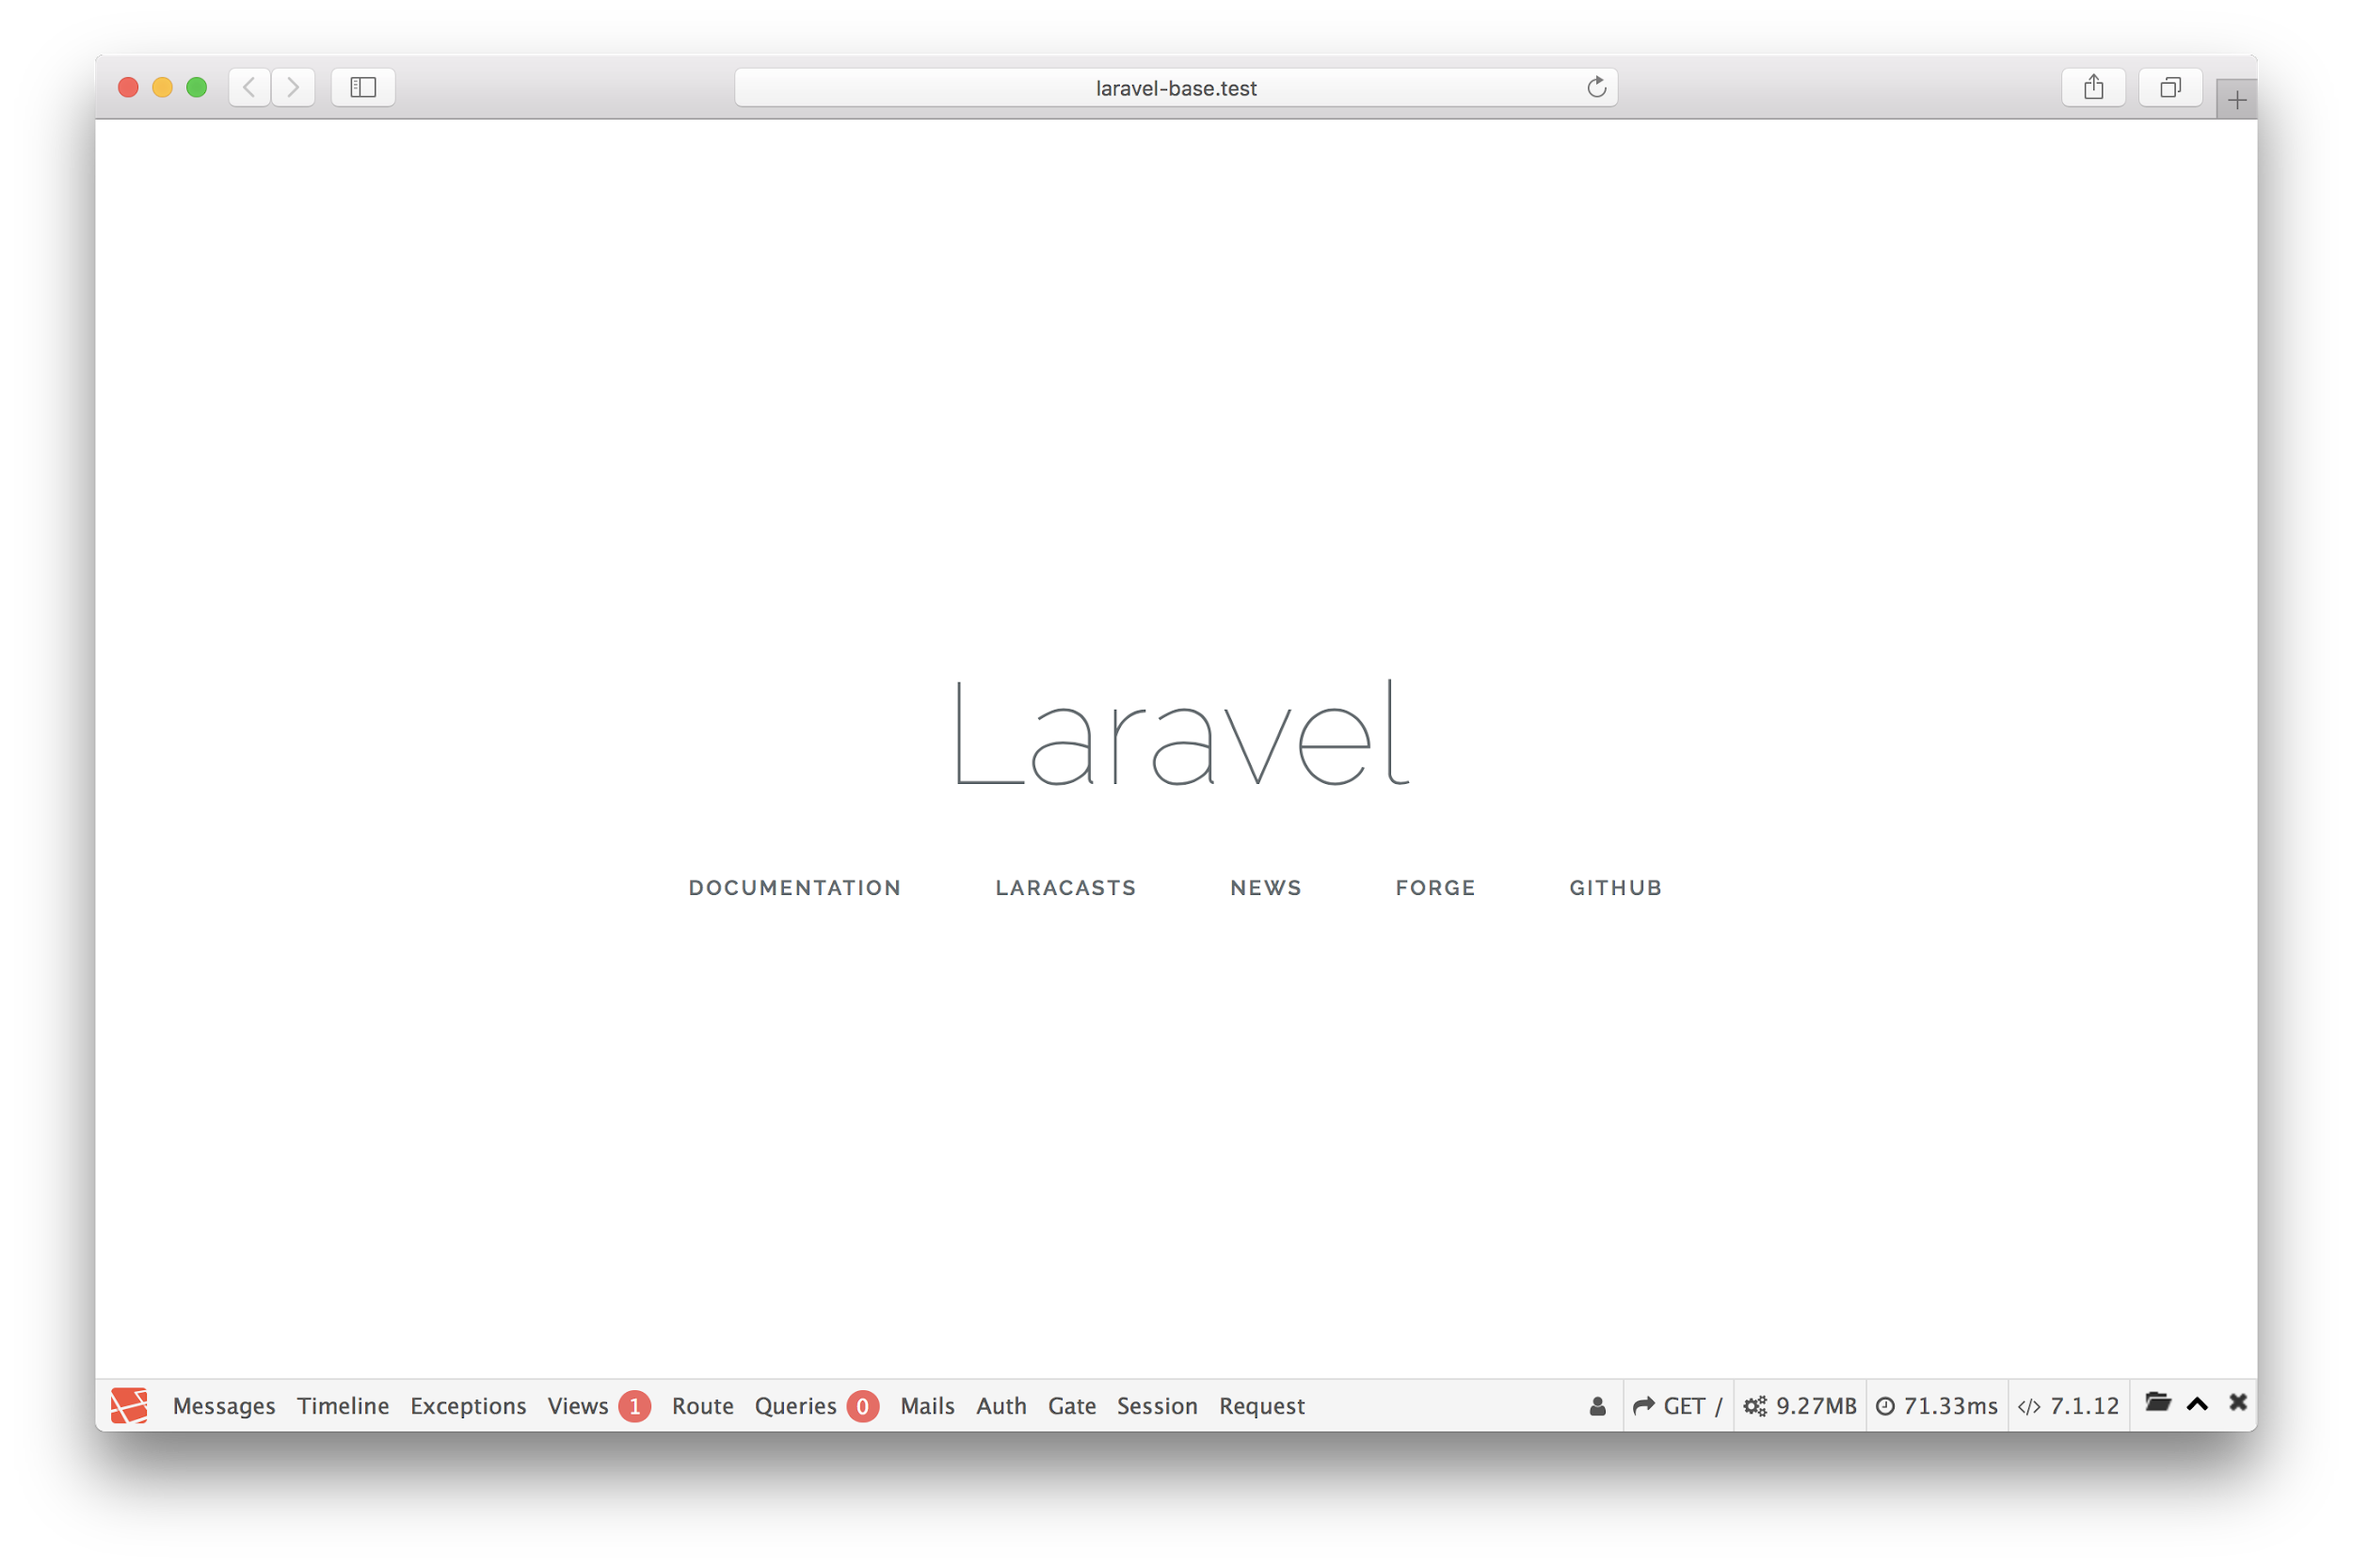 laravel-base.test
Laravel
DOCUMENTATION LARACASTS NEWS FORGE GITHUB
Messages Timeline Exceptions Views 1 Route Queries 0 Mails Auth Gate Session Request GET / 9.27MB 71.33ms </> 7.1.12